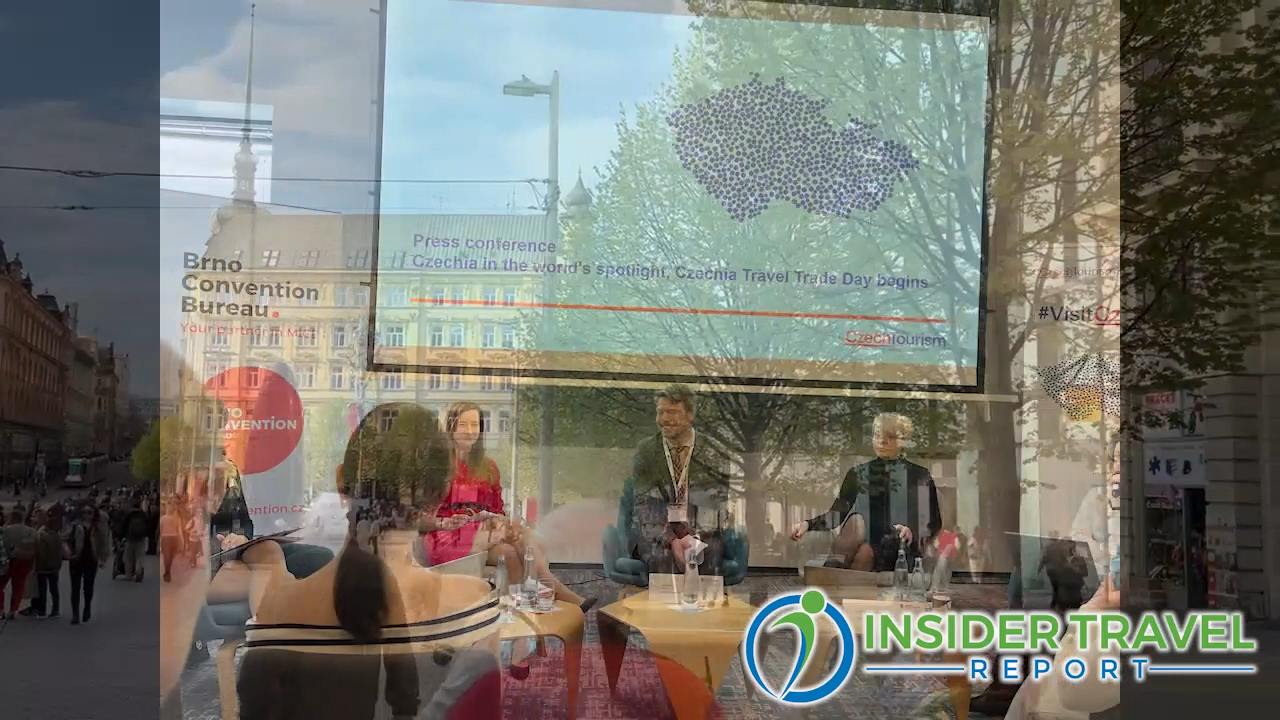 Press conference
Czechia in the world's spotlight, Czechia Travel Trade Day begins
CzechTourism
Brno
Convention
Bureau.
Your partner in MICE
#VisitCz
INSIDER TRAVEL
REPORT